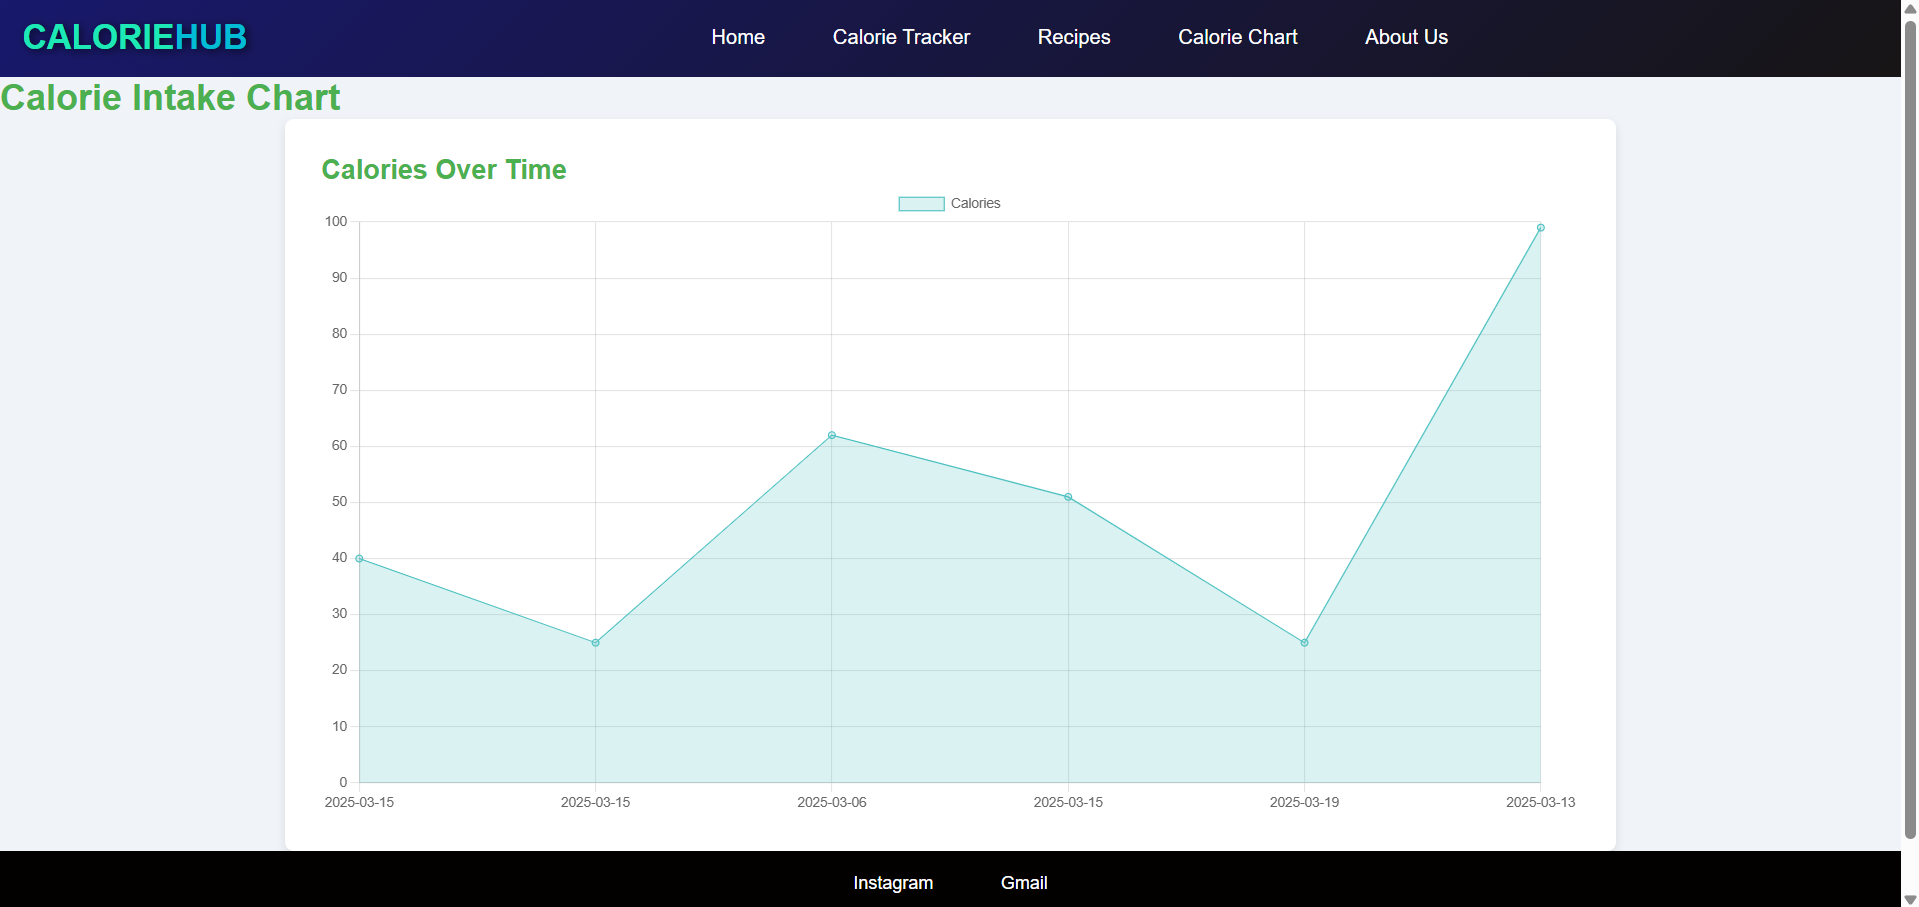 CALORIEHUB Home Calorie Tracker Recipes Calorie Chart About Us
Calorie Intake Chart
Calories Over Time
Calories
100
90
80
70
60
50
40
30
20
10
0
2025-03-15 2025-03-15 2025-03-06 2025-03-15 2025-03-19 2025-03-13
Instagram Gmail